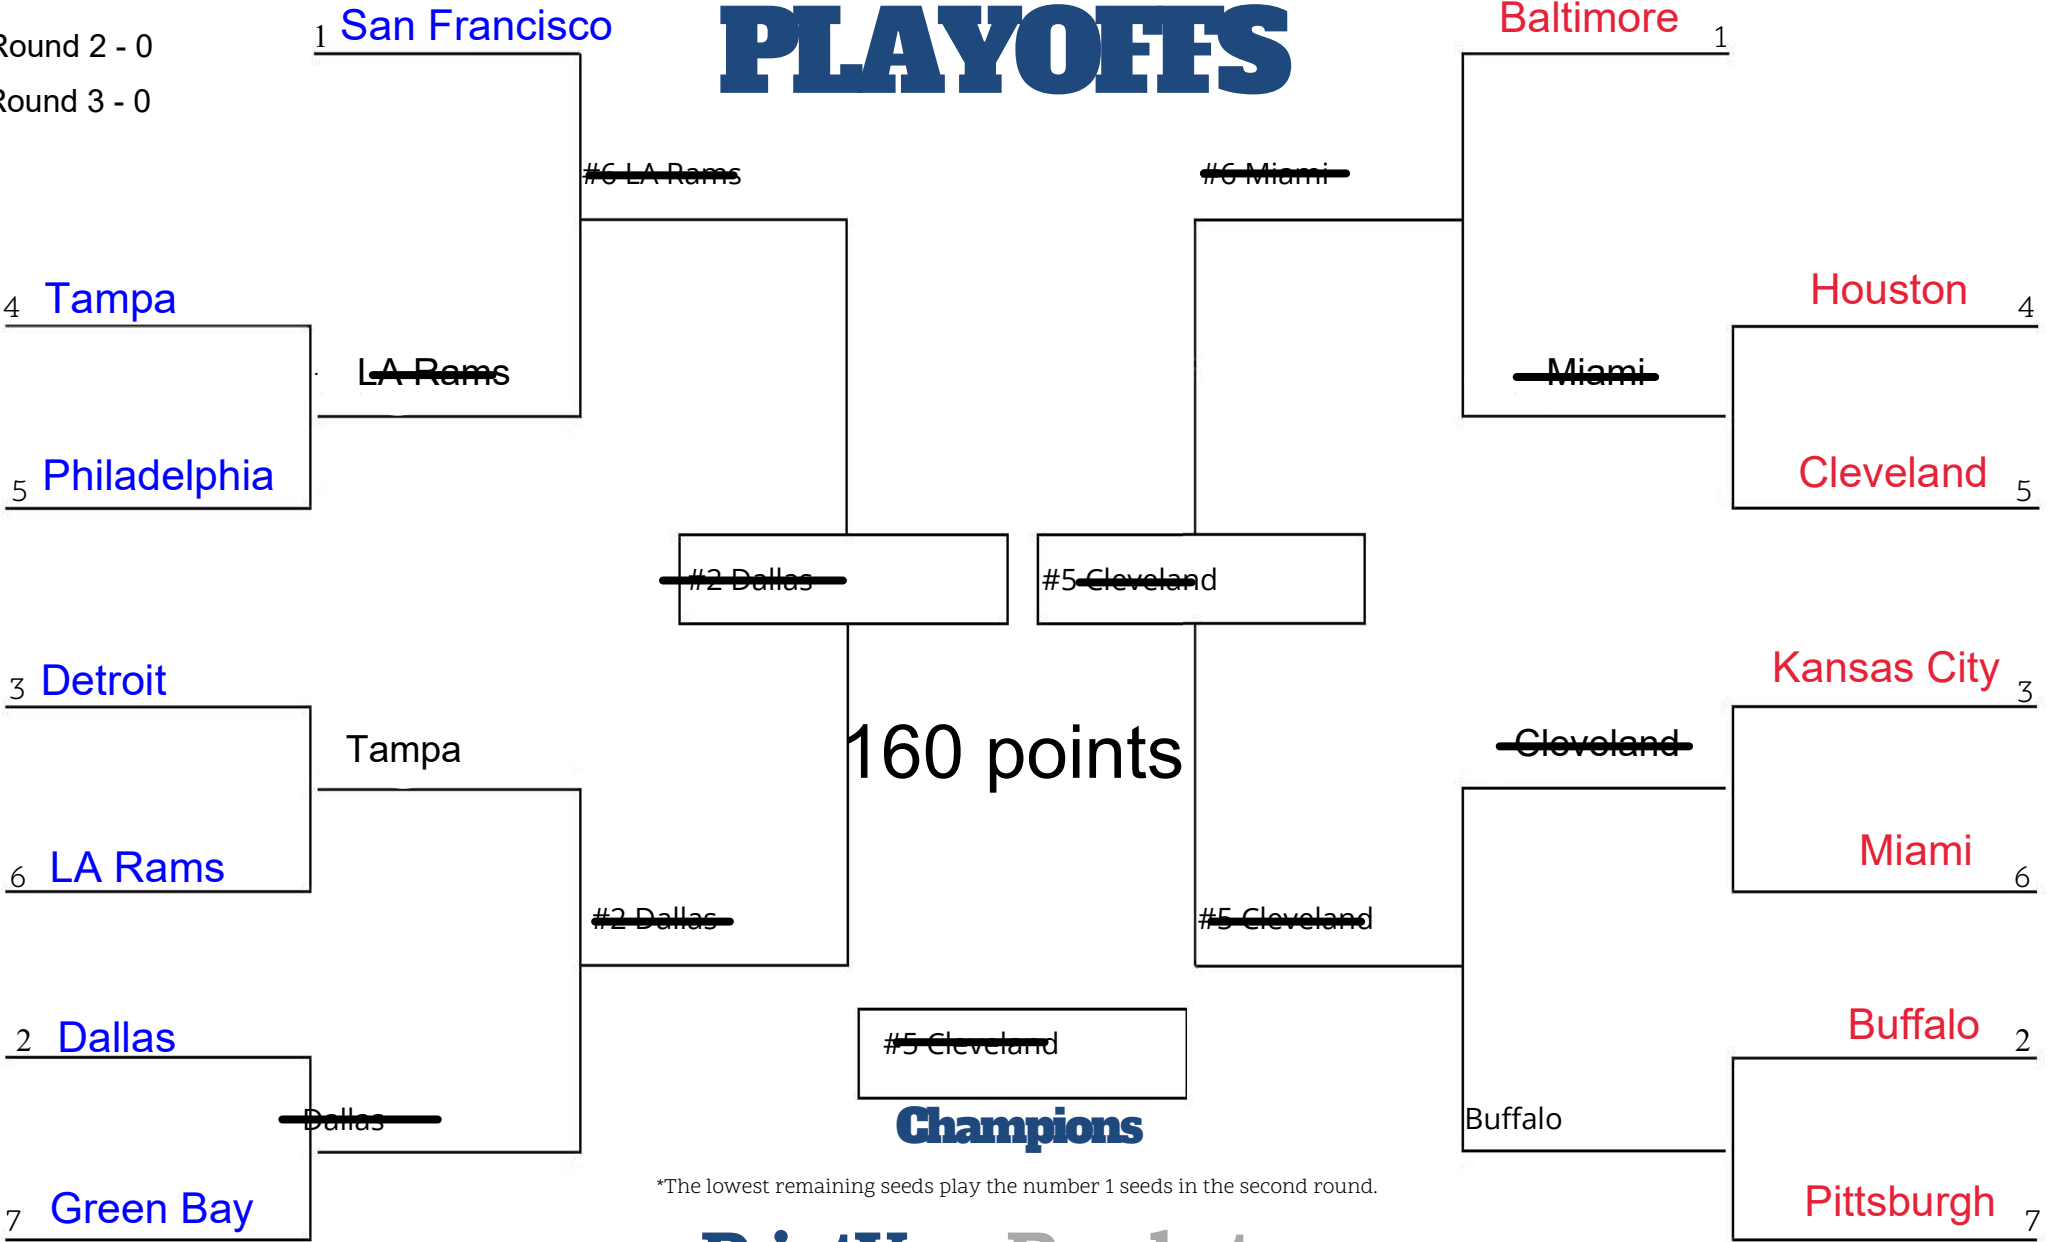 PLAYOFFS
Round 2 - 0
Round 3 - 0
1 San Francisco
Baltimore 1
#6 LA Rams
#6 Miami
4 Tampa
Houston 4
LA Rams
Miami
5 Philadelphia
Cleveland 5
#2 Dallas
#5 Cleveland
3 Detroit
Kansas City 3
Tampa
160 points
Cleveland
6 LA Rams
Miami 6
#2 Dallas
#5 Cleveland
2 Dallas
Buffalo 2
#5 Cleveland
Dallas
Champions
Buffalo
*The lowest remaining seeds play the number 1 seeds in the second round.
7 Green Bay
Pittsburgh 7